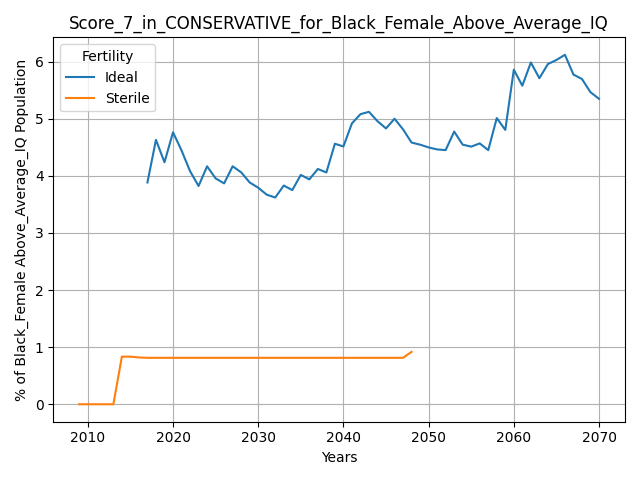 Score_7_in_CONSERVATIVE_for_Black_Female_Above_Average_IQ
Fertility
Ideal
Sterile
% of Black_Female Above_Average_IQ Population
6
5
4
3
2
1
0
2010 2020 2030 2040 2050 2060 2070
Years